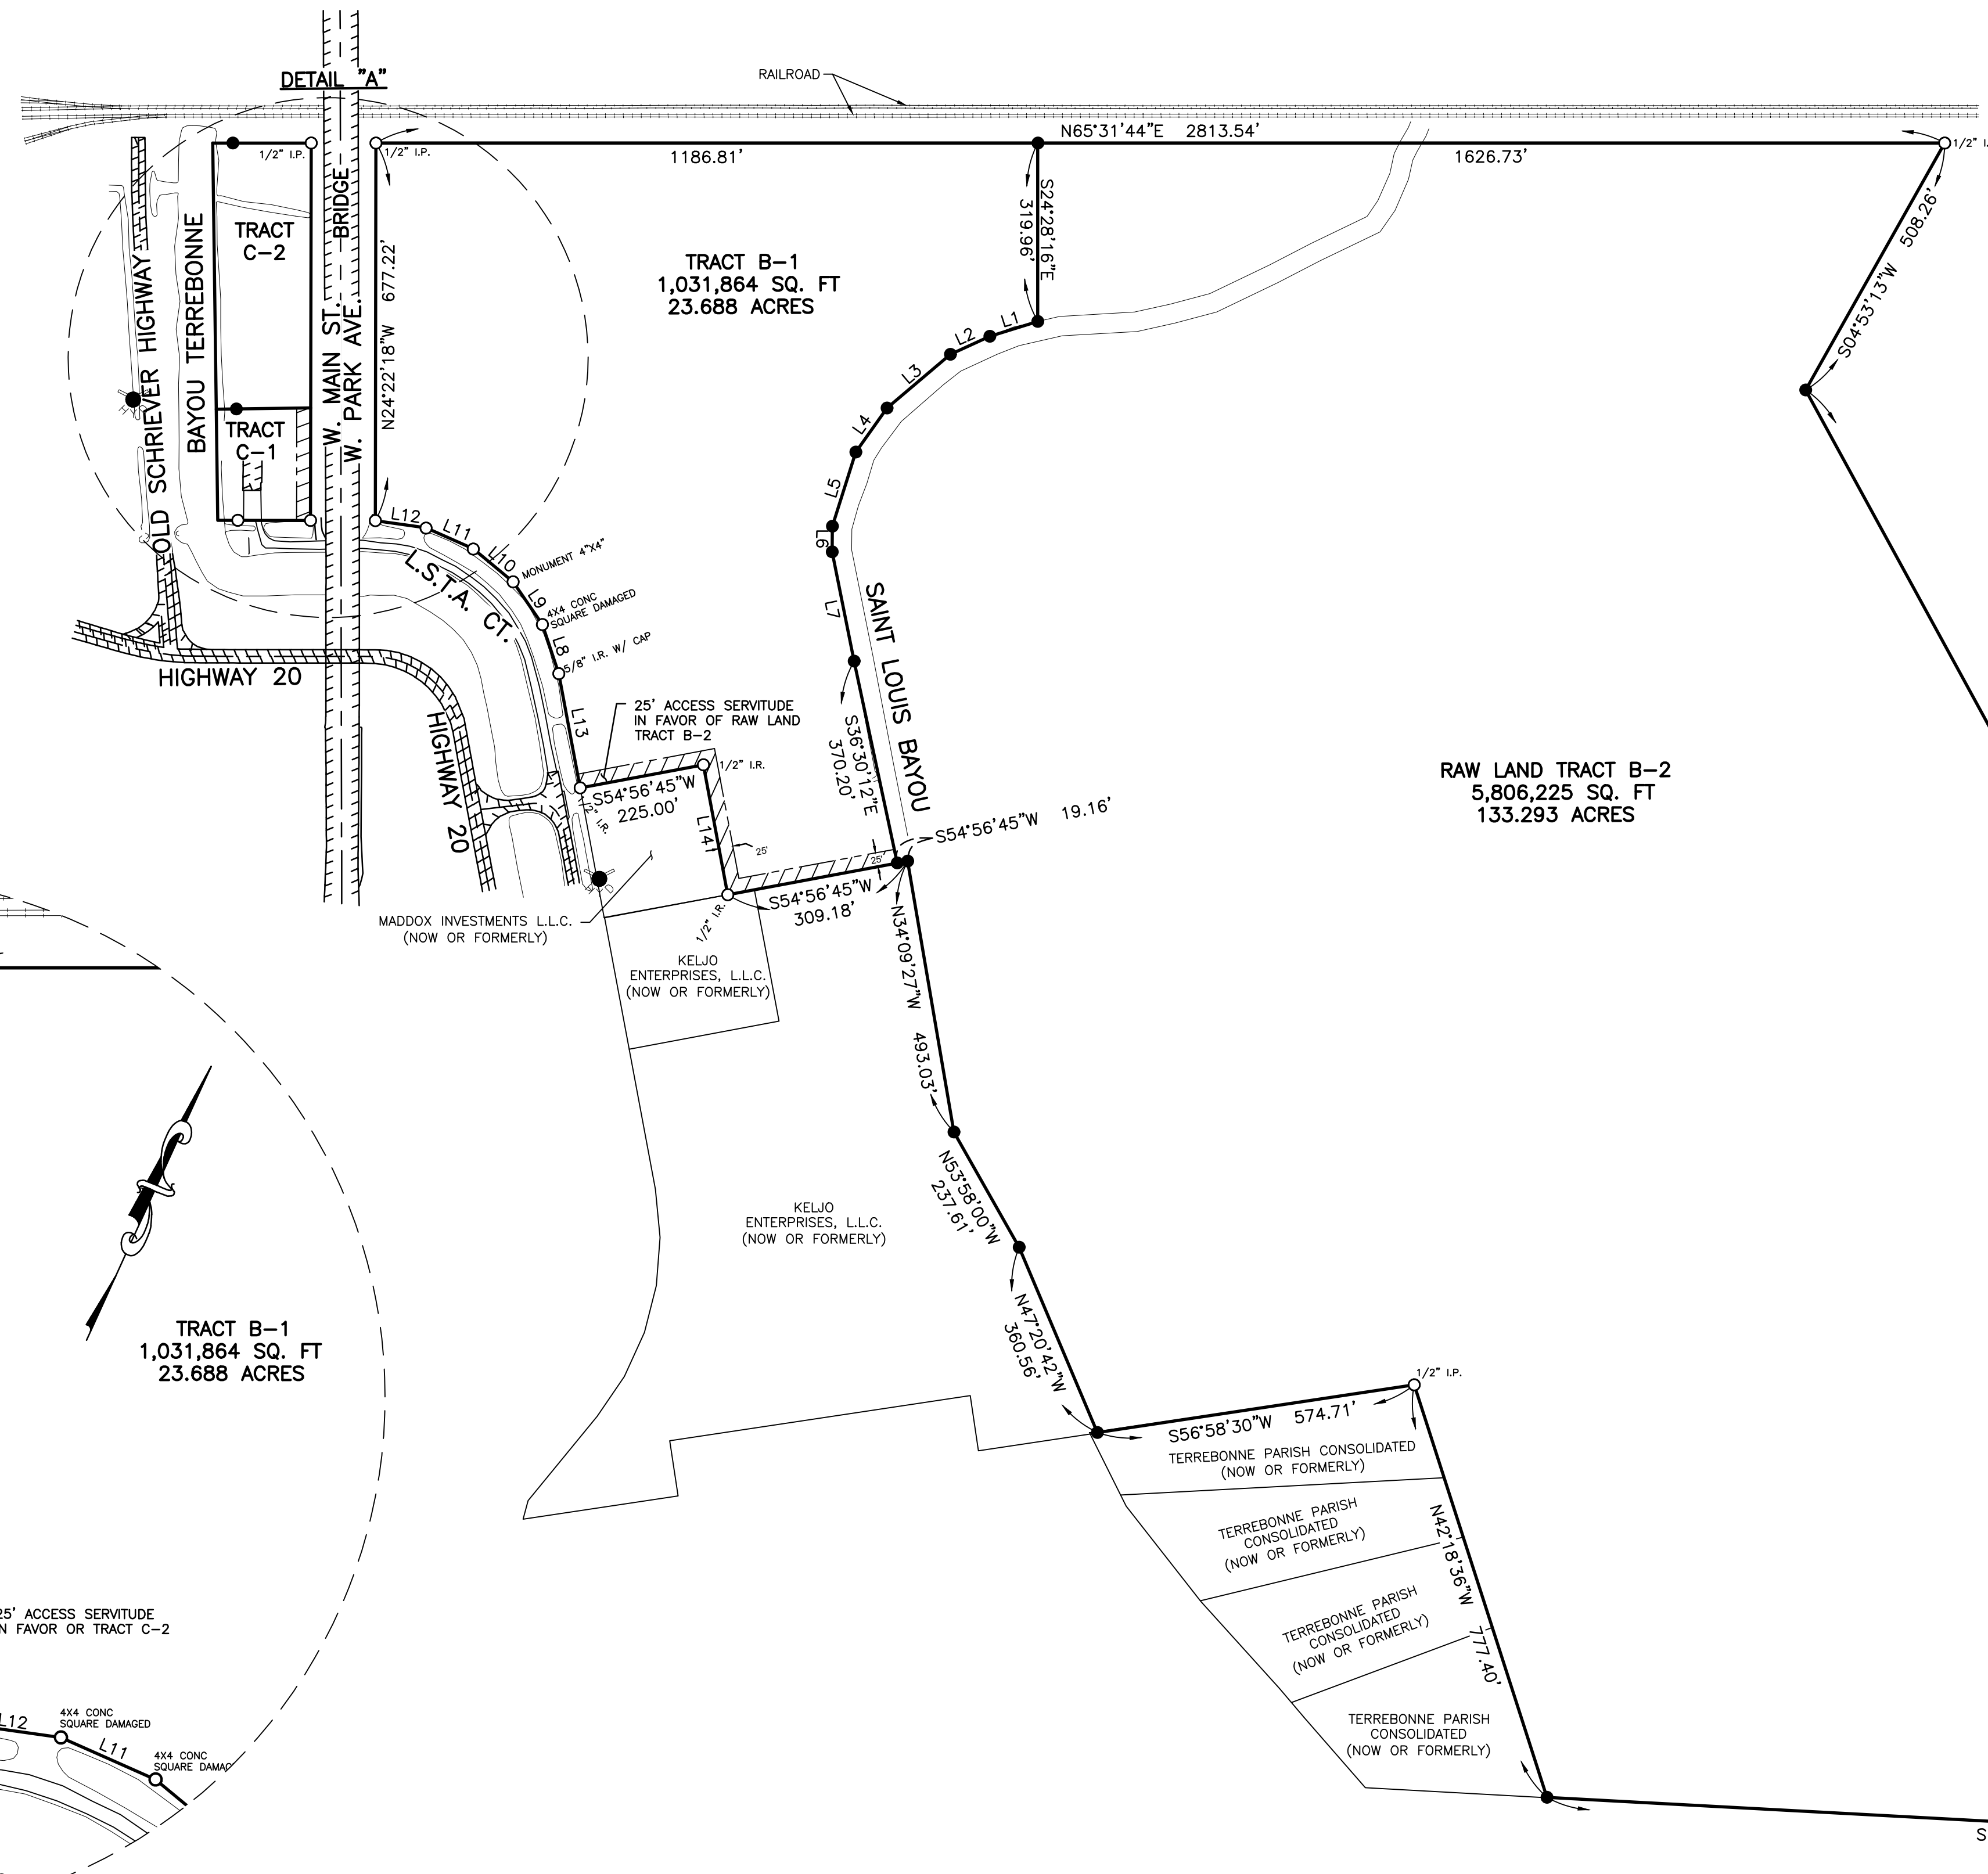 DETAIL "A"
RAILROAD
N65°31'44"E 2813.54'
1186.81'
1626.73'
1/2" I.P.
1/2" I.P.
TRACT
C-2
BRIDGE
OLD SCHRIEVER HIGHWAY
BAYOU TERREBONNE
W. MAIN ST.
W. PARK AVE.
N24°22'18"W 677.22'
TRACT
C-1
HYD
TRACT B-1
1,031,864 SQ. FT
23.688 ACRES
S24°28'16"E
319.96'
S04°53'13"W 508.26'
L1
L2
L3
L4
L5
L6
L7
L12
L11
L10
MONUMENT 4"X4"
L9
4X4 CONC
SQUARE DAMAGED
L8
5/8" I.R. W/ CAP
L13
L.S.T.A. CT.
HIGHWAY 20
HIGHWAY 20
25' ACCESS SERVITUDE
IN FAVOR OF RAW LAND
TRACT B-2
1/2" I.R.
S54°56'45"W
225.00'
1/2" I.R.
L14
25'
25'
HYD
SAINT LOUIS BAYOU
S36°30'12"E
370.20'
S54°56'45"W 19.16'
S54°56'45"W
309.18'
1/2" I.R.
RAW LAND TRACT B-2
5,806,225 SQ. FT
133.293 ACRES
MADDOX INVESTMENTS L.L.C.
(NOW OR FORMERLY)
KELJO
ENTERPRISES, L.L.C.
(NOW OR FORMERLY)
N34°09'27"W 493.03'
N53°58'00"W
237.61'
KELJO
ENTERPRISES, L.L.C.
(NOW OR FORMERLY)
N47°20'42"W
360.56'
1/2" I.P.
S56°58'30"W 574.71'
TERREBONNE PARISH CONSOLIDATED
(NOW OR FORMERLY)
TERREBONNE PARISH
CONSOLIDATED
(NOW OR FORMERLY)
N42°18'36"W 777.40'
TERREBONNE PARISH
CONSOLIDATED
(NOW OR FORMERLY)
TERREBONNE PARISH
CONSOLIDATED
(NOW OR FORMERLY)
S
TRACT B-1
1,031,864 SQ. FT
23.688 ACRES
25' ACCESS SERVITUDE
N FAVOR OR TRACT C-2
L12
4X4 CONC
SQUARE DAMAGED
L11
4X4 CONC
SQUARE DAMAG